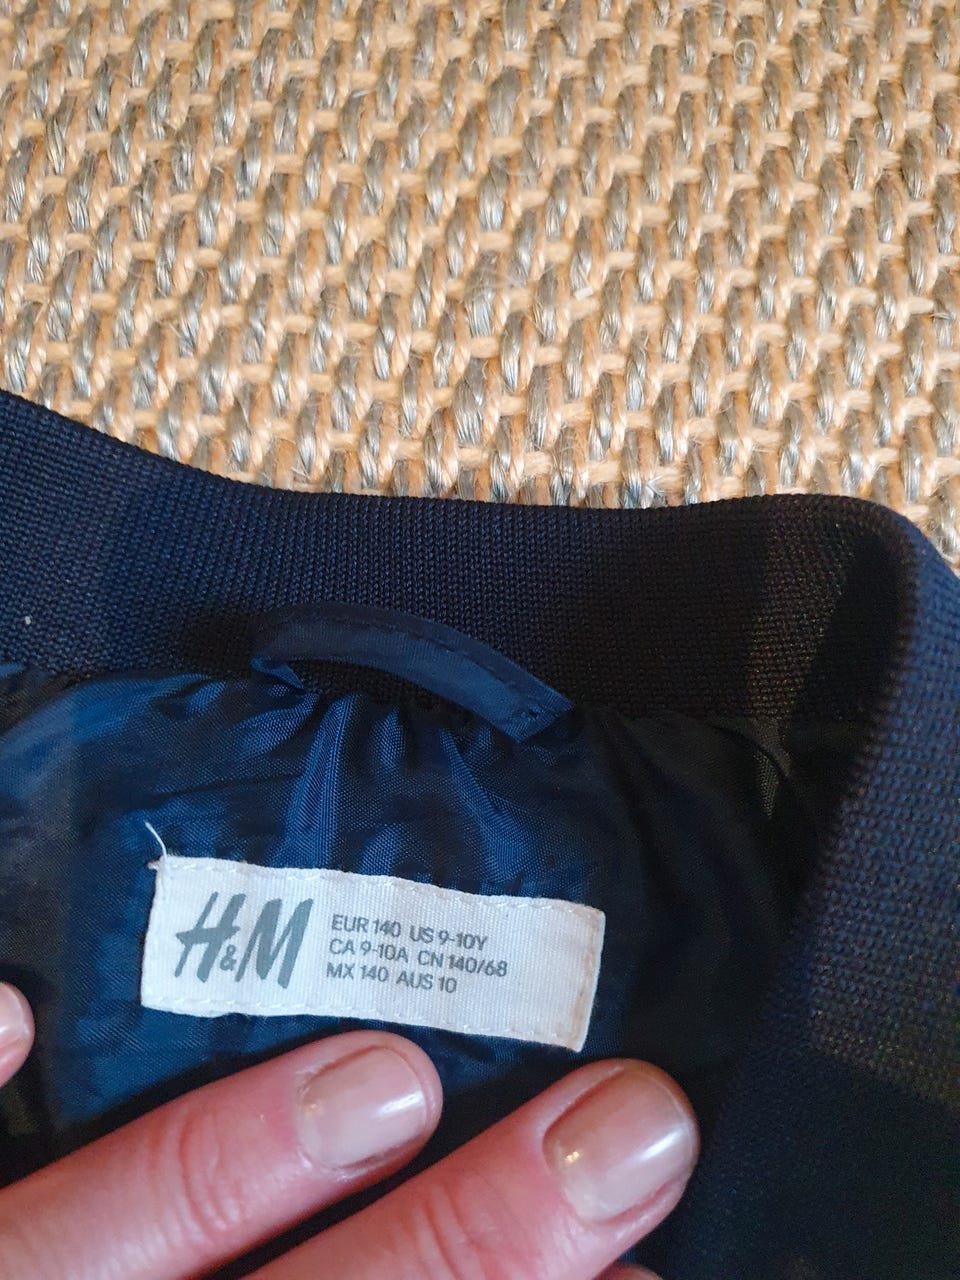 H&M
EUR 140 US 9-10Y
CA 9-10A CN 140/68
MX 140 AUS 10